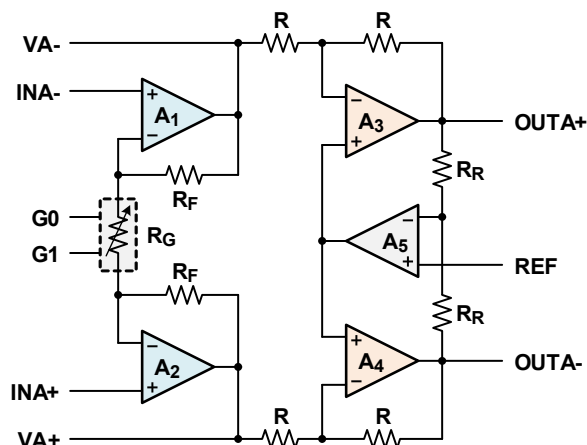 R R
VA-
INA-
+
A1
-
-
A3
+
OUTA+
RF
RR
G0
G1
RG
-
A5
+
REF
RF
RR
-
A2
+
+
A4
-
OUTA-
INA+
R R
VA+